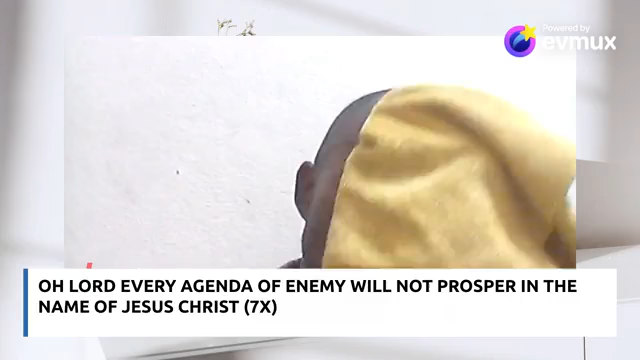 Powered by
evmux
OH LORD EVERY AGENDA OF ENEMY WILL NOT PROSPER IN THE
NAME OF JESUS CHRIST (7X)